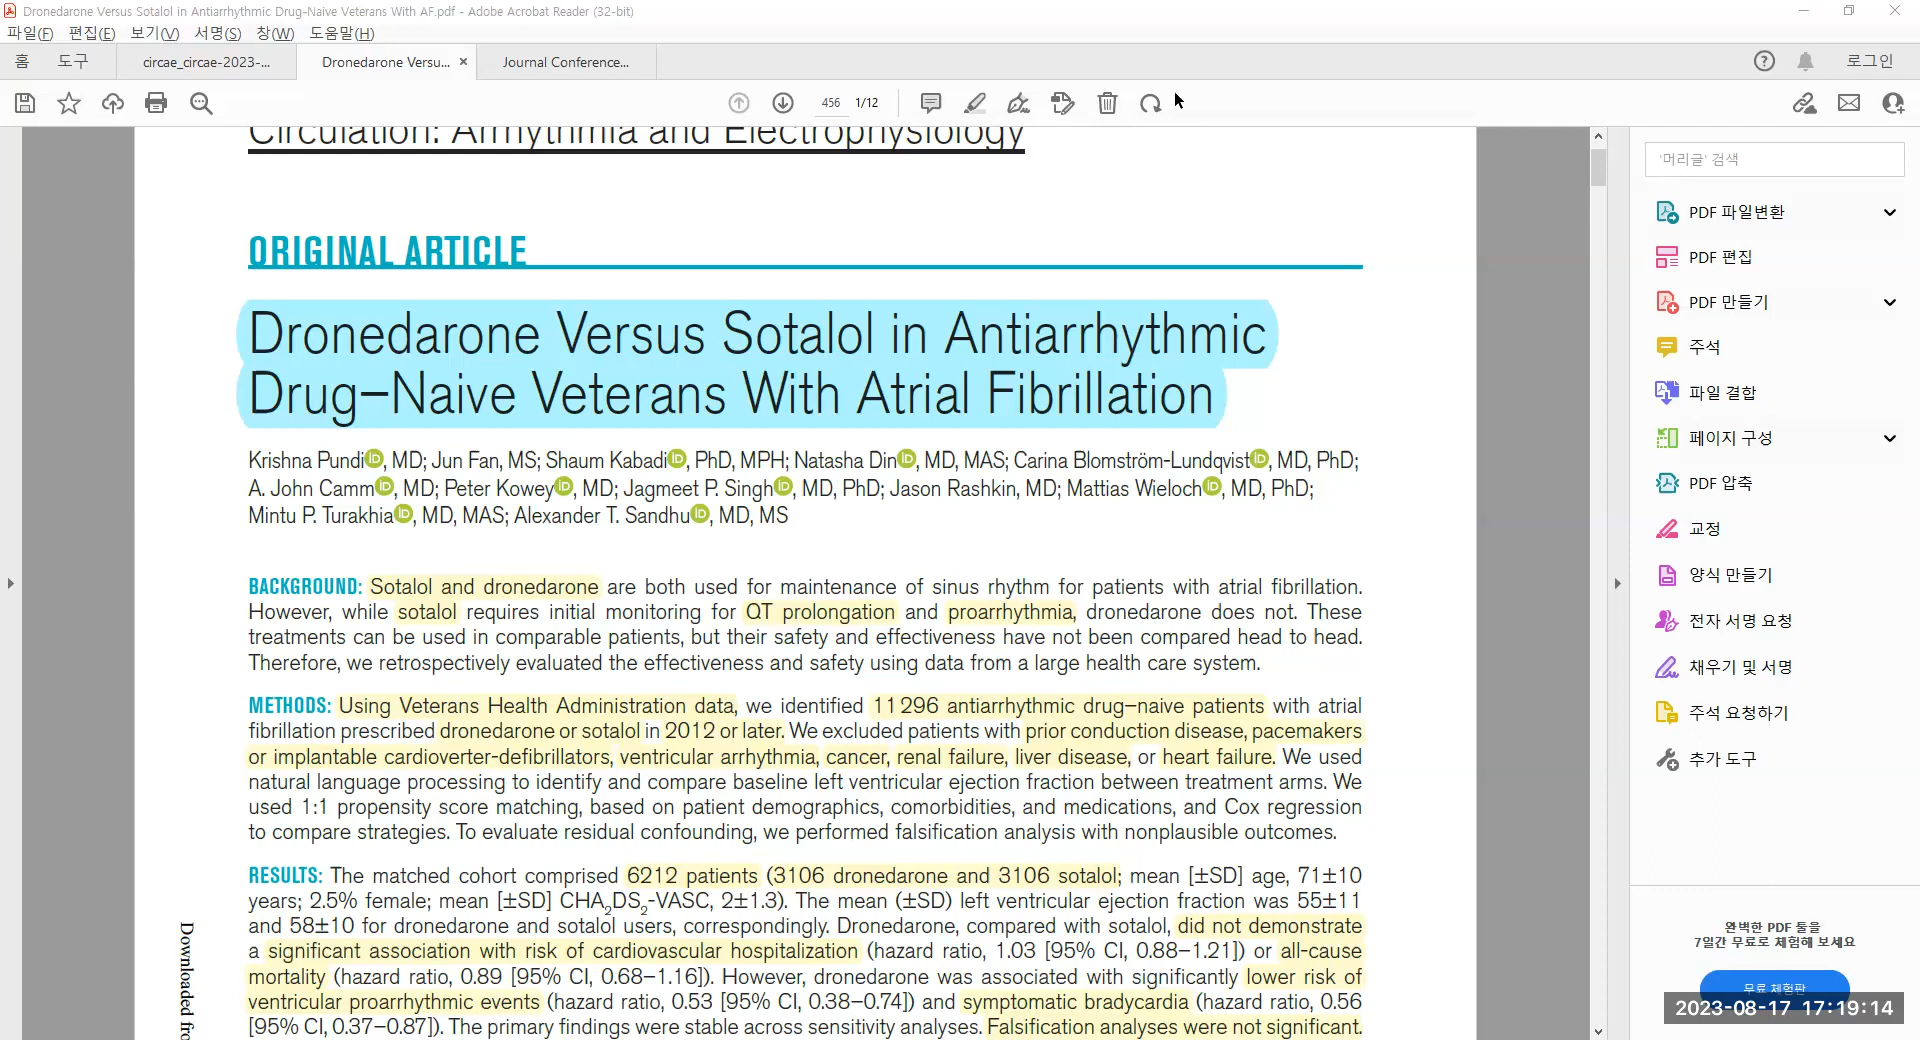 Dronedarone Versus Sotalol in Antiarrhythmic Drug-Naive Veterans With AF.pdf - Adobe Acrobat Reader (32-bit)
파일(F) 편집(E) 보기(V) 서명(S) 창(W) 도움말(H)
홈 도구 circae_circae-2023-... Dronedarone Versu... × Journal Conference... 로그인
456 1/12
Circulation: Arrhythmia and Electrophysiology
ORIGINAL ARTICLE
Dronedarone Versus Sotalol in Antiarrhythmic
Drug–Naive Veterans With Atrial Fibrillation
Krishna Pundi iD, MD; Jun Fan, MS; Shaum Kabadi iD, PhD, MPH; Natasha Din iD, MD, MAS; Carina Blomström-Lundqvist iD, MD, PhD;
A. John Camm iD, MD; Peter Kowey iD, MD; Jagmeet P. Singh iD, MD, PhD; Jason Rashkin, MD; Mattias Wieloch iD, MD, PhD;
Mintu P. Turakhia iD, MD, MAS; Alexander T. Sandhu iD, MD, MS
BACKGROUND: Sotalol and dronedarone are both used for maintenance of sinus rhythm for patients with atrial fibrillation.
However, while sotalol requires initial monitoring for QT prolongation and proarrhythmia, dronedarone does not. These
treatments can be used in comparable patients, but their safety and effectiveness have not been compared head to head.
Therefore, we retrospectively evaluated the effectiveness and safety using data from a large health care system.
METHODS: Using Veterans Health Administration data, we identified 11 296 antiarrhythmic drug–naive patients with atrial
fibrillation prescribed dronedarone or sotalol in 2012 or later. We excluded patients with prior conduction disease, pacemakers
or implantable cardioverter-defibrillators, ventricular arrhythmia, cancer, renal failure, liver disease, or heart failure. We used
natural language processing to identify and compare baseline left ventricular ejection fraction between treatment arms. We
used 1:1 propensity score matching, based on patient demographics, comorbidities, and medications, and Cox regression
to compare strategies. To evaluate residual confounding, we performed falsification analysis with nonplausible outcomes.
RESULTS: The matched cohort comprised 6212 patients (3106 dronedarone and 3106 sotalol; mean [±SD] age, 71±10
years; 2.5% female; mean [±SD] CHA2DS2-VASC, 2±1.3). The mean (±SD) left ventricular ejection fraction was 55±11
and 58±10 for dronedarone and sotalol users, correspondingly. Dronedarone, compared with sotalol, did not demonstrate
a significant association with risk of cardiovascular hospitalization (hazard ratio, 1.03 [95% CI, 0.88–1.21]) or all-cause
mortality (hazard ratio, 0.89 [95% CI, 0.68–1.16]). However, dronedarone was associated with significantly lower risk of
ventricular proarrhythmic events (hazard ratio, 0.53 [95% CI, 0.38–0.74]) and symptomatic bradycardia (hazard ratio, 0.56
[95% CI, 0.37–0.87]). The primary findings were stable across sensitivity analyses. Falsification analyses were not significant.
Downloaded fro
'머리글' 검색
PDF 파일변환
PDF 편집
PDF 만들기
주석
파일 결합
페이지 구성
PDF 압축
교정
양식 만들기
전자 서명 요청
채우기 및 서명
주석 요청하기
추가 도구
완벽한 PDF 툴을
7일간 무료로 체험해 보세요
무료 체험판
2023-08-17 17:19:14